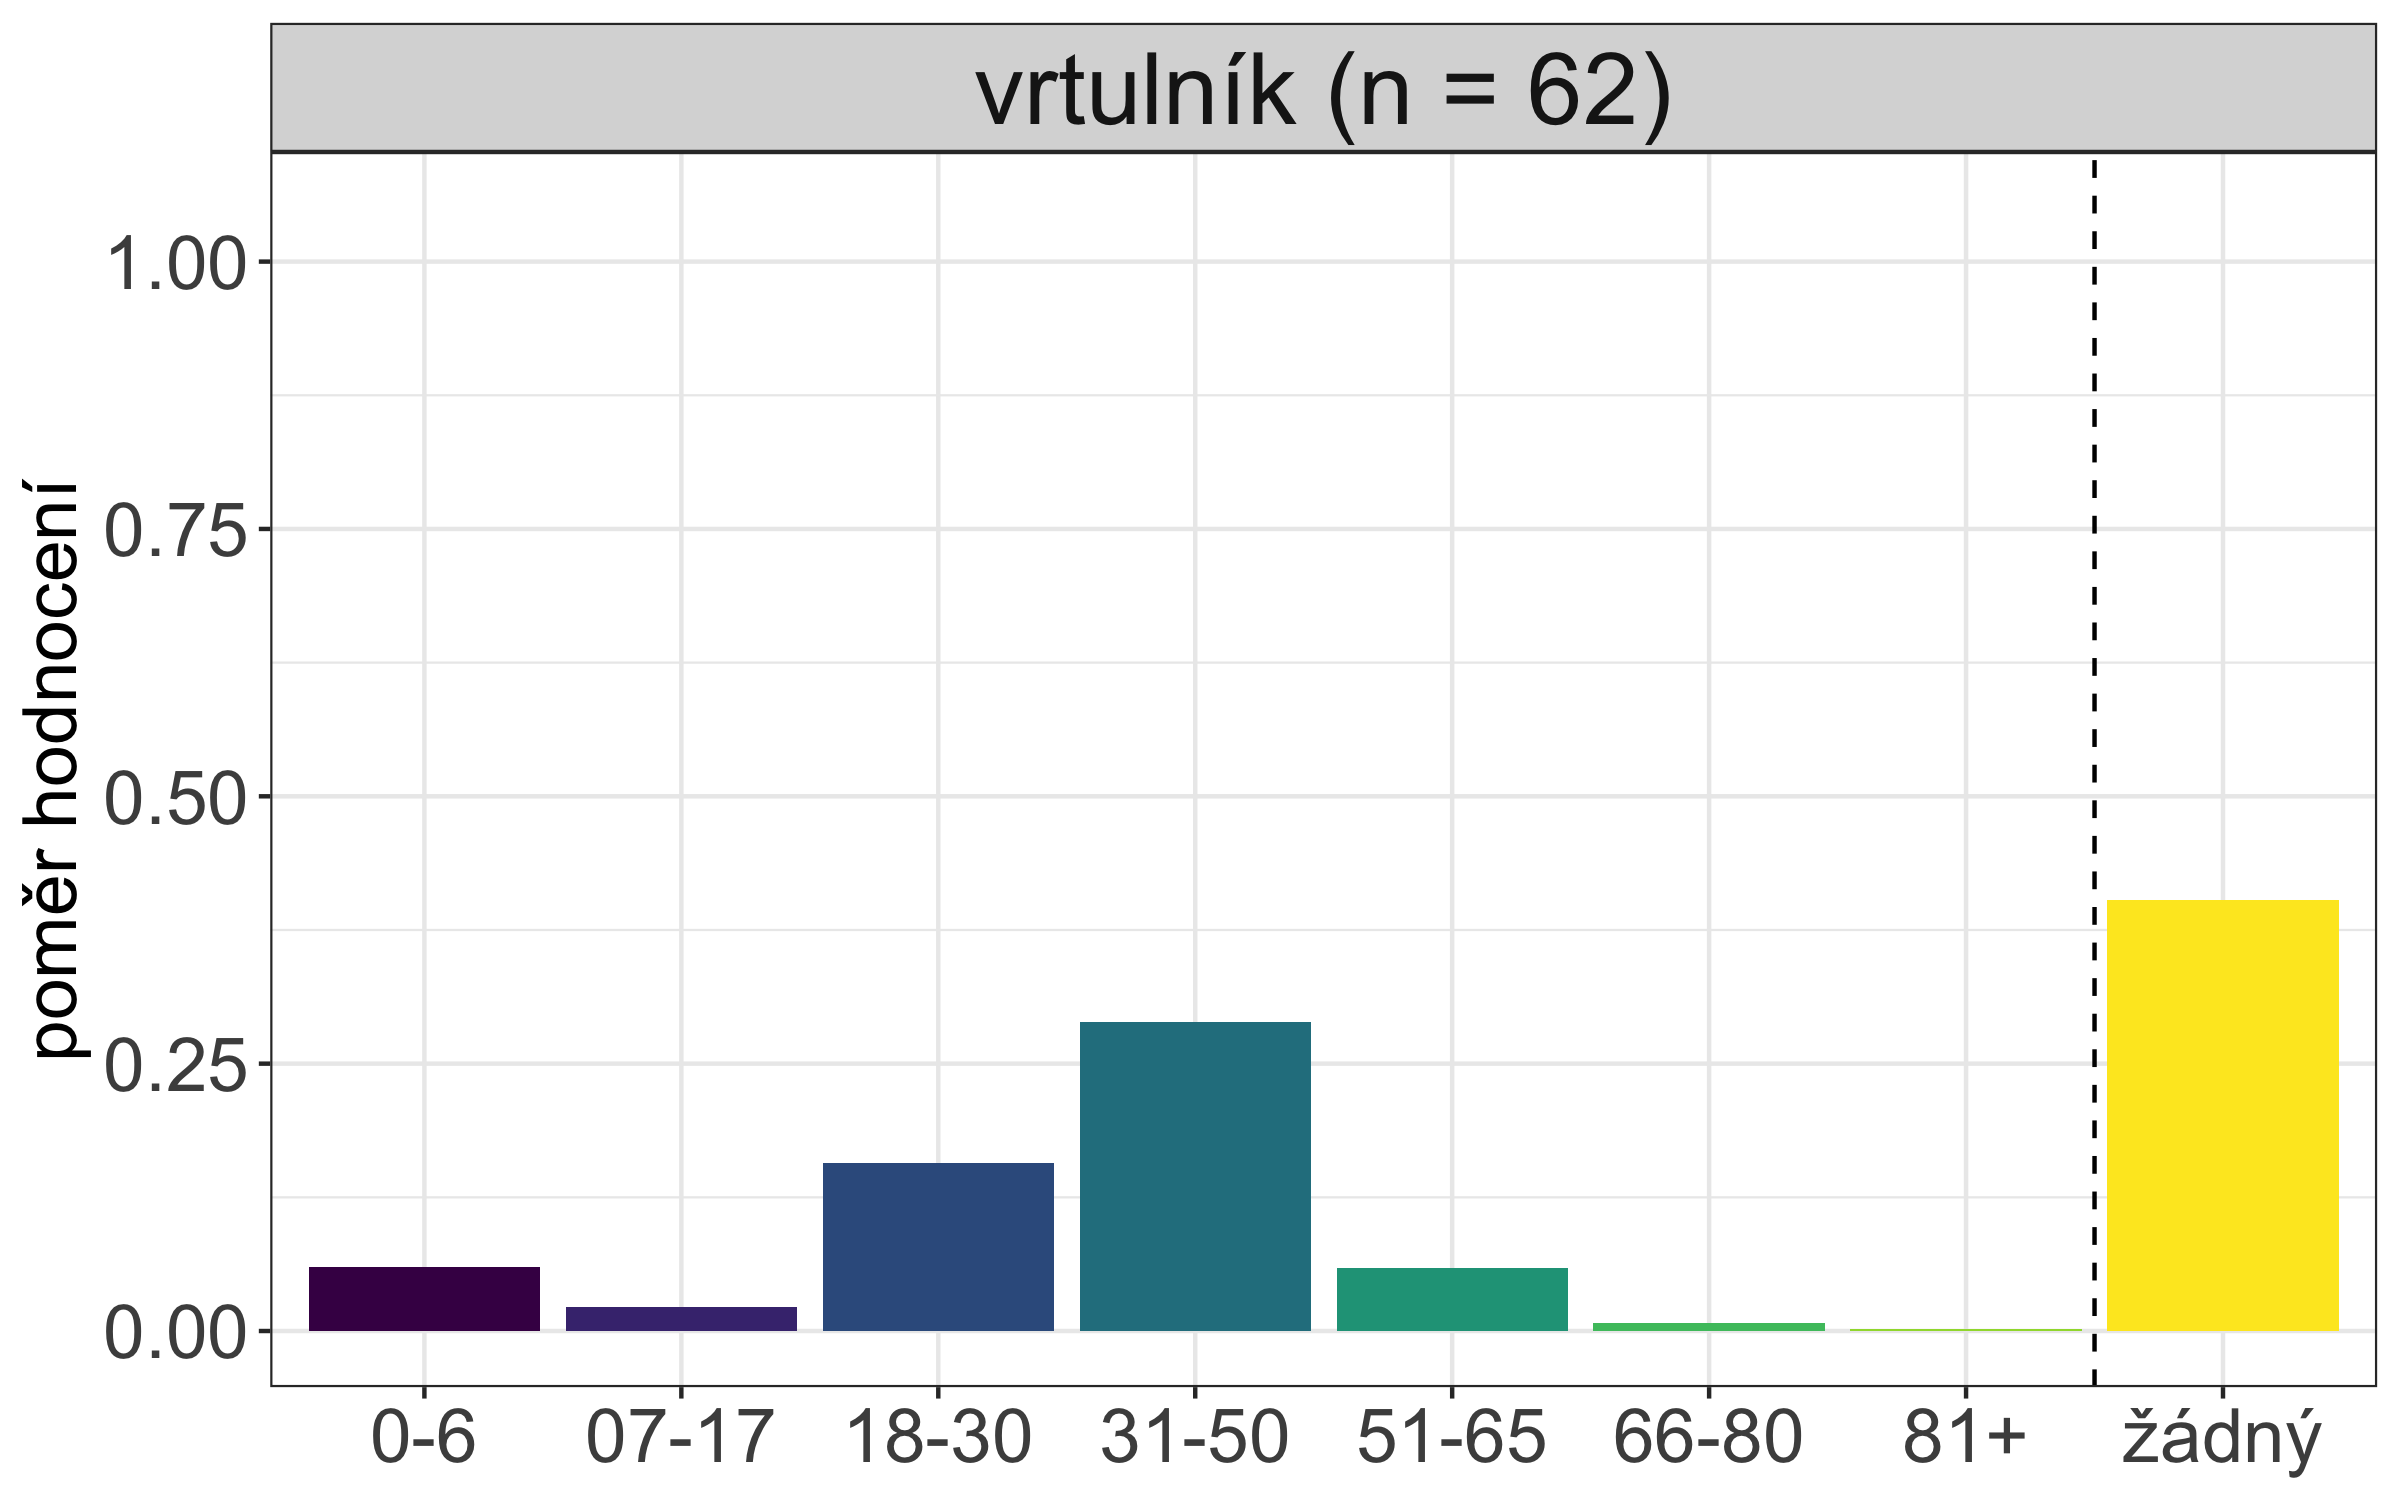 vrtulník (n = 62)
poměr hodnocení
1.00
0.75
0.50
0.25
0.00
0-6 07-17 18-30 31-50 51-65 66-80 81+ žádný